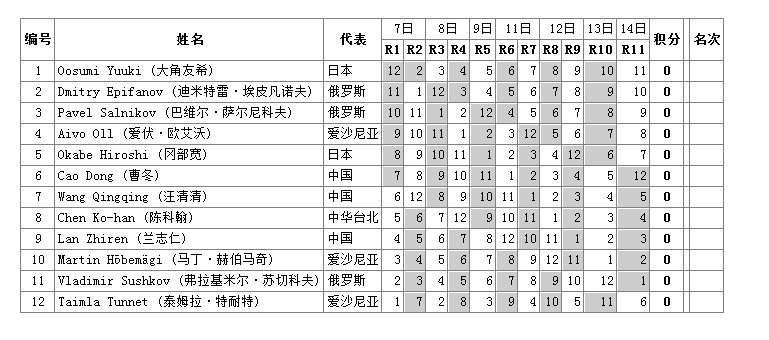 编号 姓名 代表 7日 8日 9日 11日 12日 13日 14日 积分 名次
R1 R2 R3 R4 R5 R6 R7 R8 R9 R10 R11
1 Oosumi Yuuki (大角友希) 日本 12 2 3 4 5 6 7 8 9 10 11 0
2 Dmitry Epifanov (迪米特雷·埃皮凡诺夫) 俄罗斯 11 1 12 3 4 5 6 7 8 9 10 0
3 Pavel Salnikov (巴维尔·萨尔尼科夫) 俄罗斯 10 11 1 2 12 4 5 6 7 8 9 0
4 Aivo Oll (爱伏·欧艾沃) 爱沙尼亚 9 10 11 1 2 3 12 5 6 7 8 0
5 Okabe Hiroshi (冈部宽) 日本 8 9 10 11 1 2 3 4 12 6 7 0
6 Cao Dong (曹冬) 中国 7 8 9 10 11 1 2 3 4 5 12 0
7 Wang Qingqing (汪清清) 中国 6 12 8 9 10 11 1 2 3 4 5 0
8 Chen Ko-han (陈科翰) 中华台北 5 6 7 12 9 10 11 1 2 3 4 0
9 Lan Zhiren (兰志仁) 中国 4 5 6 7 8 12 10 11 1 2 3 0
10 Martin Hõbemägi (马丁·赫伯马奇) 爱沙尼亚 3 4 5 6 7 8 9 12 11 1 2 0
11 Vladimir Sushkov (弗拉基米尔·苏切科夫) 俄罗斯 2 3 4 5 6 7 8 9 10 12 1 0
12 Taimla Tunnet (泰姆拉·特耐特) 爱沙尼亚 1 7 2 8 3 9 4 10 5 11 6 0